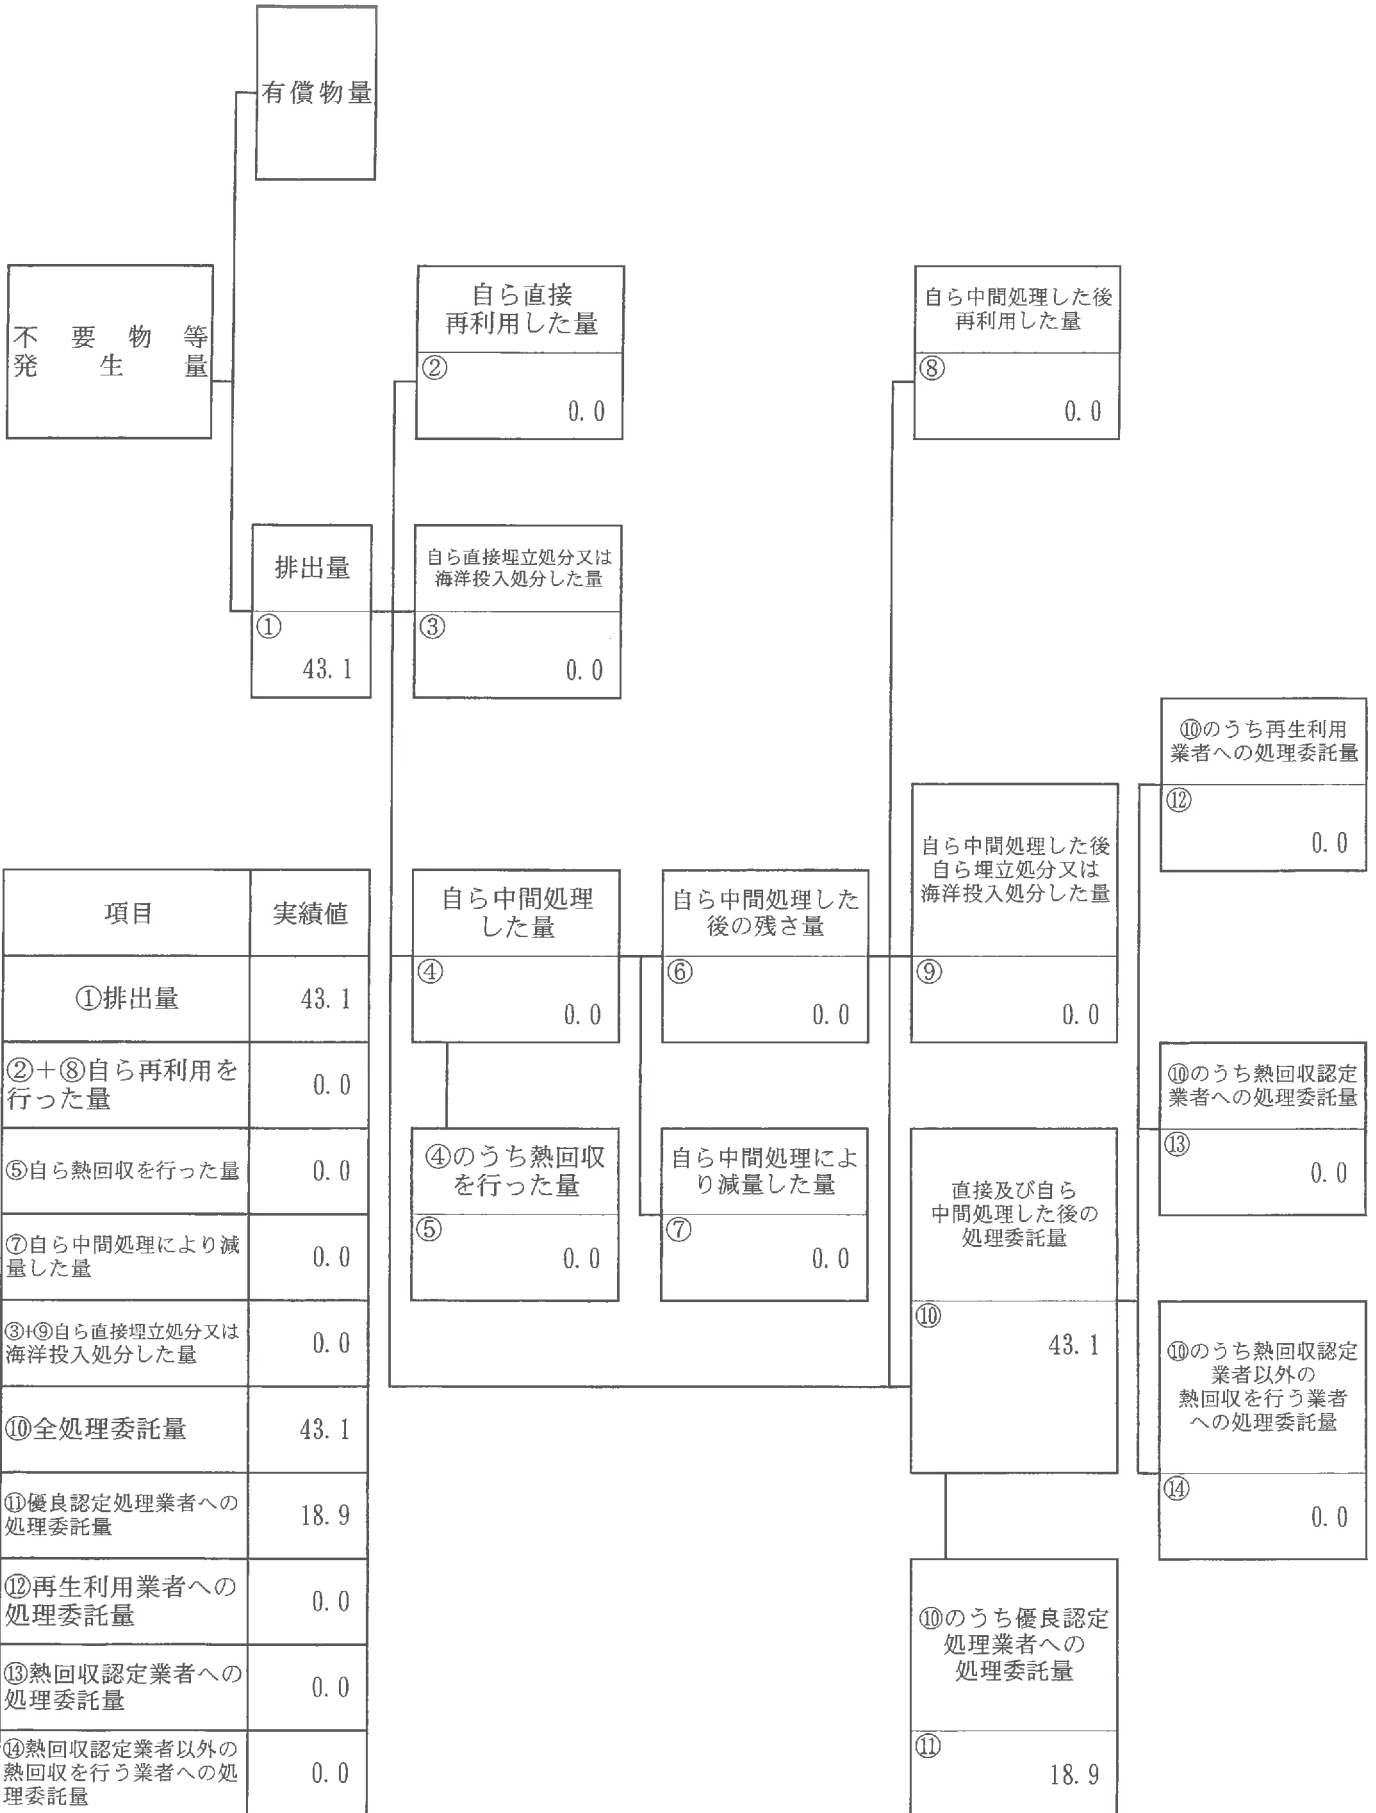 有償物量
不要物等
発生量
自ら直接
再利用した量
②
0.0
自ら中間処理した後
再利用した量
⑧
0.0
排出量
①
43.1
自ら直接埋立処分又は
海洋投入処分した量
③
0.0
⑩のうち再生利用
業者への処理委託量
⑫
0.0
自ら中間処理した後
自ら埋立処分又は
海洋投入処分した量
⑨
0.0
自ら中間処理
した量
④
0.0
自ら中間処理した
後の残さ量
⑥
0.0
⑩のうち熱回収認定
業者への処理委託量
⑬
0.0
④のうち熱回収
を行った量
⑤
0.0
自ら中間処理によ
り減量した量
⑦
0.0
直接及び自ら
中間処理した後の
処理委託量
⑩
43.1
⑩のうち熱回収認定
業者以外の
熱回収を行う業者
への処理委託量
⑭
0.0
⑩のうち優良認定
処理業者への
処理委託量
⑪
18.9
項目 実績値
①排出量 43.1
②+⑧自ら再利用を
行った量 0.0
⑤自ら熱回収を行った量 0.0
⑦自ら中間処理により減
量した量 0.0
③+⑨自ら直接埋立処分又は
海洋投入処分した量 0.0
⑩全処理委託量 43.1
⑪優良認定処理業者への
処理委託量 18.9
⑫再生利用業者への
処理委託量 0.0
⑬熱回収認定業者への
処理委託量 0.0
⑭熱回収認定業者以外の
熱回収を行う業者への処
理委託量 0.0